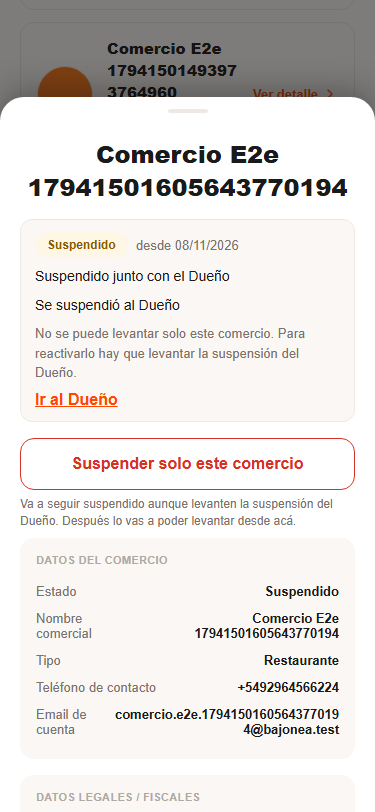 Comercio E2e
1794150149397
3764960
Ver detalle
Comercio E2e
17941501605643770194
Suspendido desde 08/11/2026
Suspendido junto con el Dueño
Se suspendió al Dueño
No se puede levantar solo este comercio. Para
reactivarlo hay que levantar la suspensión del
Dueño.
Ir al Dueño
Suspender solo este comercio
Va a seguir suspendido aunque levanten la suspensión del
Dueño. Después lo vas a poder levantar desde acá.
DATOS DEL COMERCIO
Estado Suspendido
Nombre Comercio E2e
comercial 17941501605643770194
Tipo Restaurante
Teléfono de contacto +5492964566224
Email de comercio.e2e.1794150160564377019
cuenta 4@bajonea.test
DATOS LEGALES / FISCALES